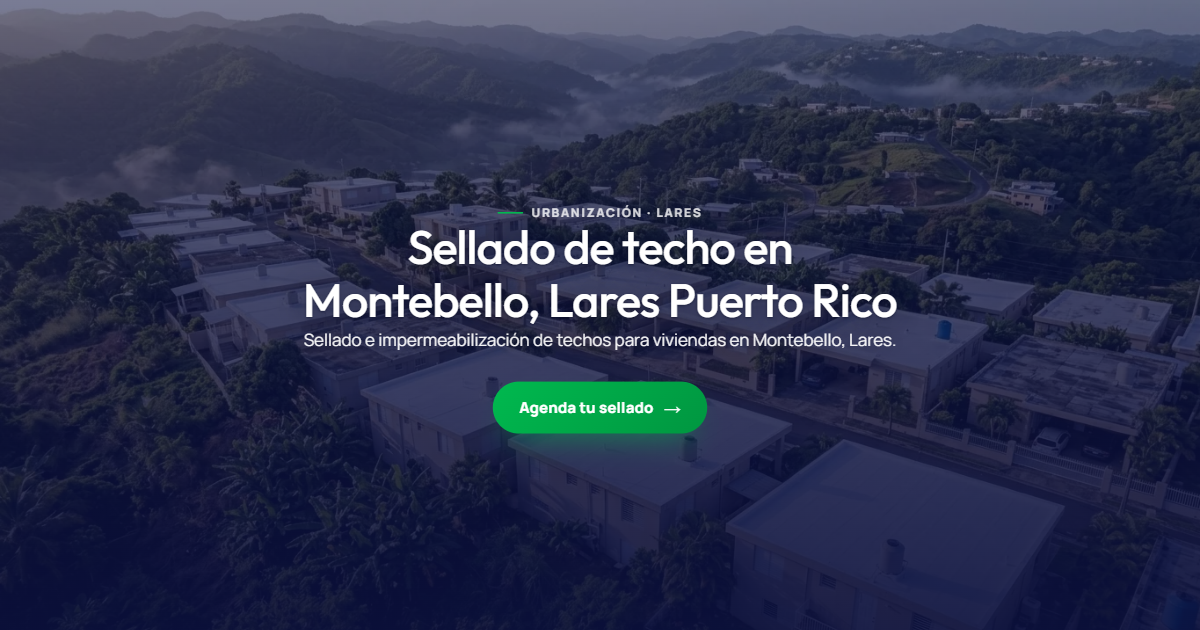 URBANIZACIÓN · LARES
Sellado de techo en
Montebello, Lares Puerto Rico
Sellado e impermeabilización de techos para viviendas en Montebello, Lares.
Agenda tu sellado →